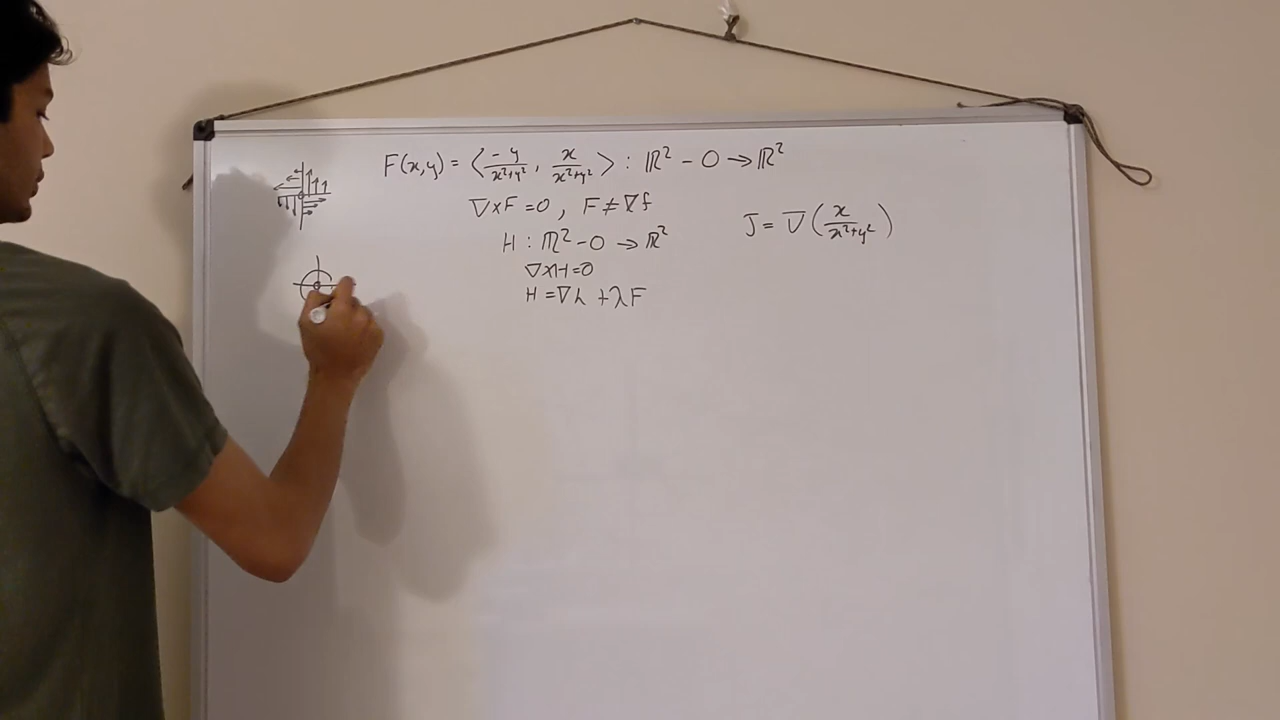 F(x,y) = ⟨ -y/(x²+y²) , x/(x²+y²) ⟩ : ℝ² - 0 → ℝ²
∇×F = 0 , F ≠ ∇f
H : ℝ² - 0 → ℝ²
∇×H = 0
H = ∇h + λF
J = ∇( x/(x²+y²) )